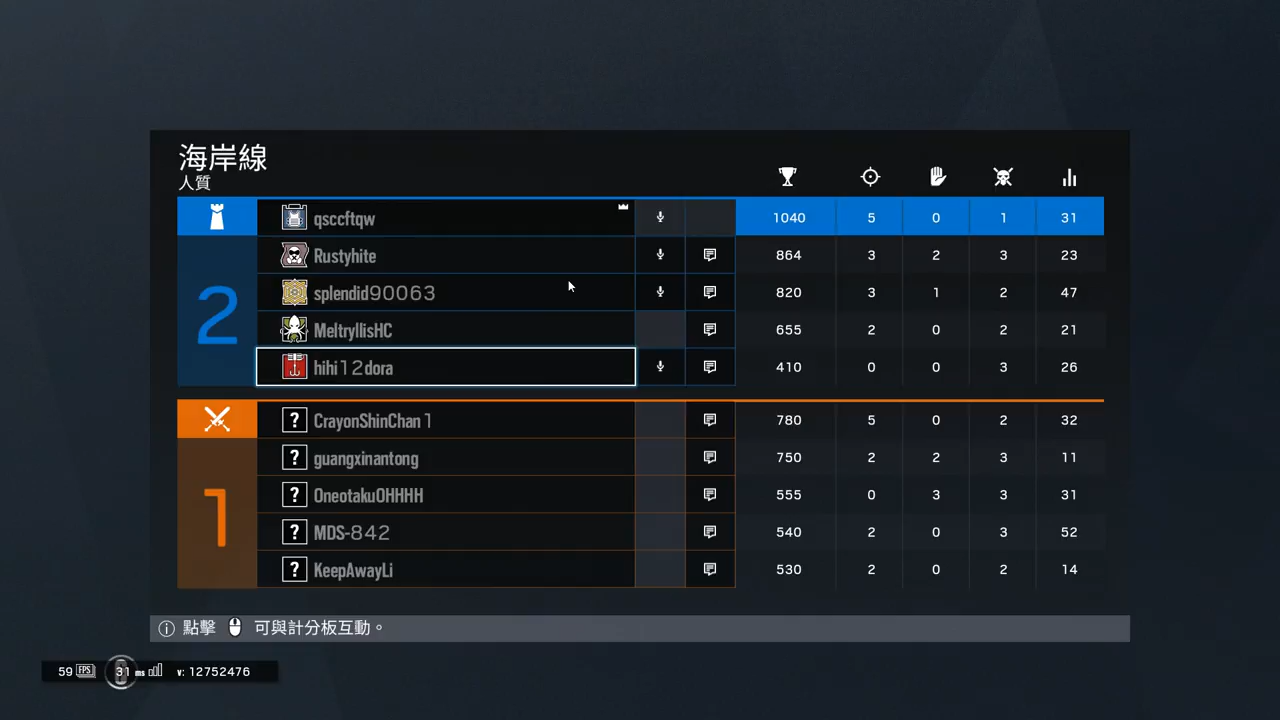 海岸線
人質
qsccftqw 1040 5 0 1 31
Rustyhite 864 3 2 3 23
splendid90063 820 3 1 2 47
2
MeltryllisHC 655 2 0 2 21
hihi12dora 410 0 0 3 26
? CrayonShinChan1 780 5 0 2 32
? guangxinantong 750 2 2 3 11
? OneotakuOHHHH 555 0 3 3 31
1
? MDS-842 540 2 0 3 52
? KeepAwayLi 530 2 0 2 14
點擊 可與計分板互動。
59 FPS 31 ms v: 12752476